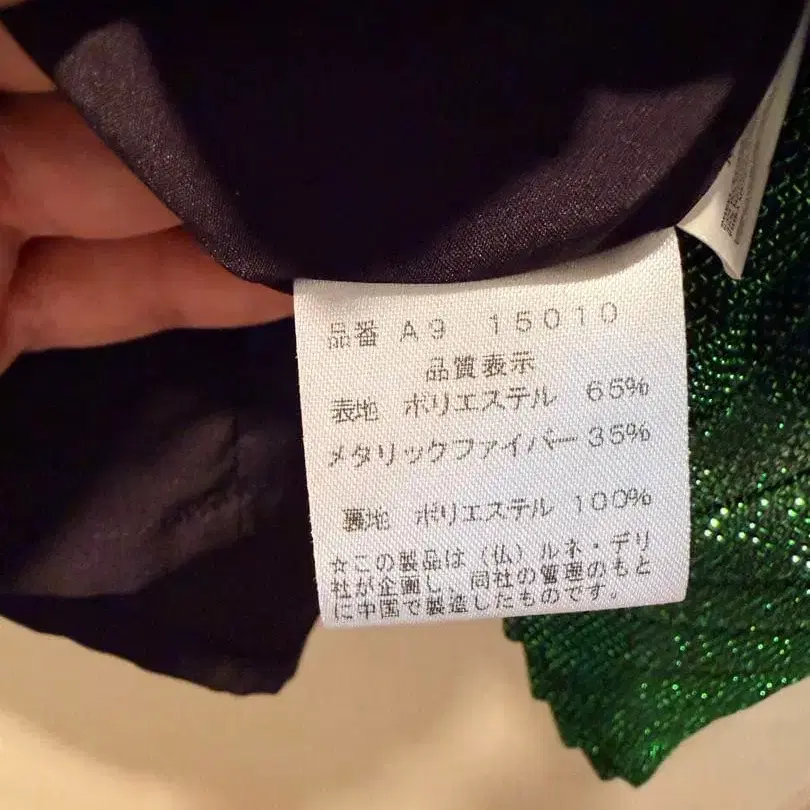 品番 A9 15010
品質表示
表地 ポリエステル 65%
メタリックファイバー 35%
裏地 ポリエステル 100%
☆この製品は（仏）ルネ・デリ
社が企画し、同社の管理のもと
に中国で製造したものです。